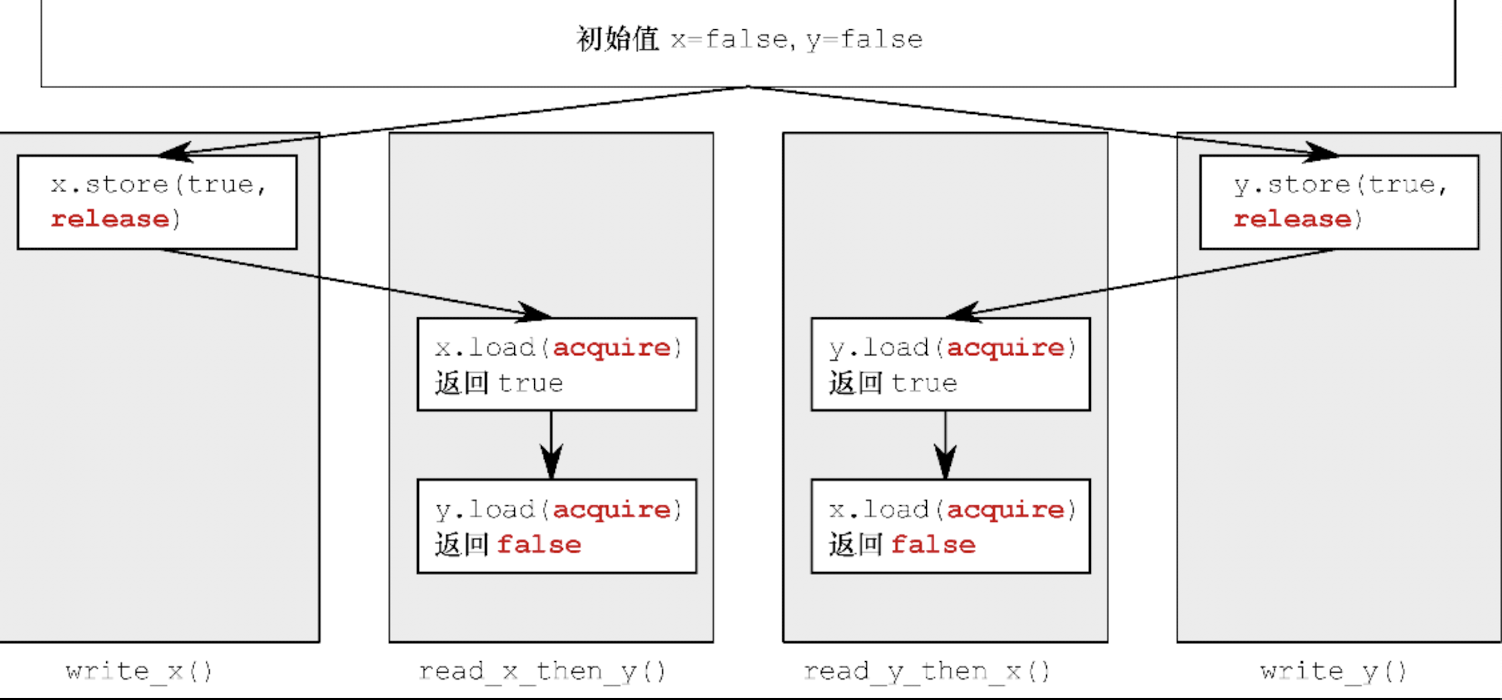 初始值 x=false, y=false
x.store(true,
release)
y.store(true,
release)
x.load(acquire)
返回 true
y.load(acquire)
返回 true
y.load(acquire)
返回 false
x.load(acquire)
返回 false
write_x()
read_x_then_y()
read_y_then_x()
write_y()